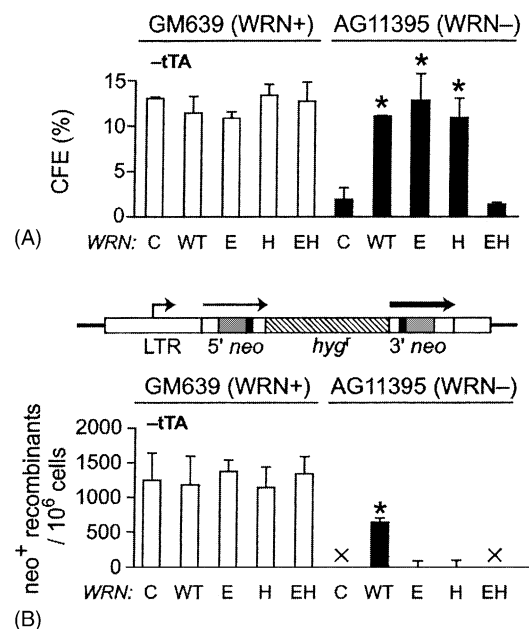 GM639 (WRN+) AG11395 (WRN–)
–tTA
CFE (%)
15
10
5
0
(A) WRN: C WT E H EH C WT E H EH
* * *
LTR 5' neo hygr 3' neo
GM639 (WRN+) AG11395 (WRN–)
–tTA
neo+ recombinants
/ 106 cells
2000
1500
1000
500
0
* × ×
WRN: C WT E H EH C WT E H EH
(B)